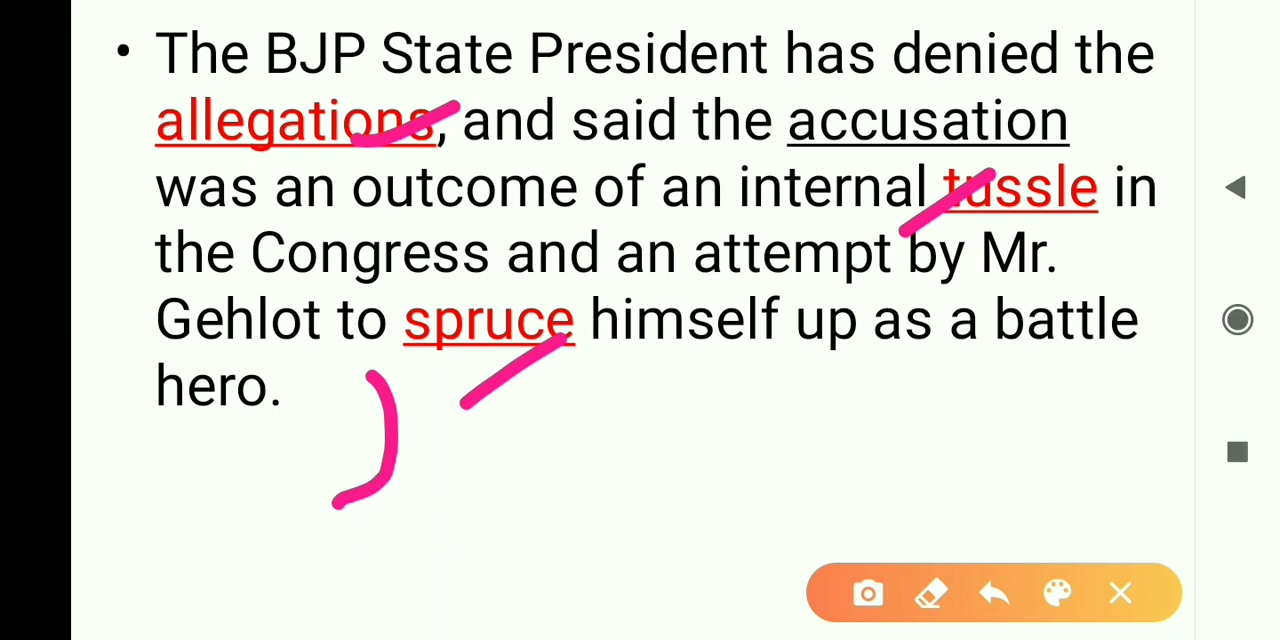 • The BJP State President has denied the
allegations, and said the accusation
was an outcome of an internal tussle in
the Congress and an attempt by Mr.
Gehlot to spruce himself up as a battle
hero.